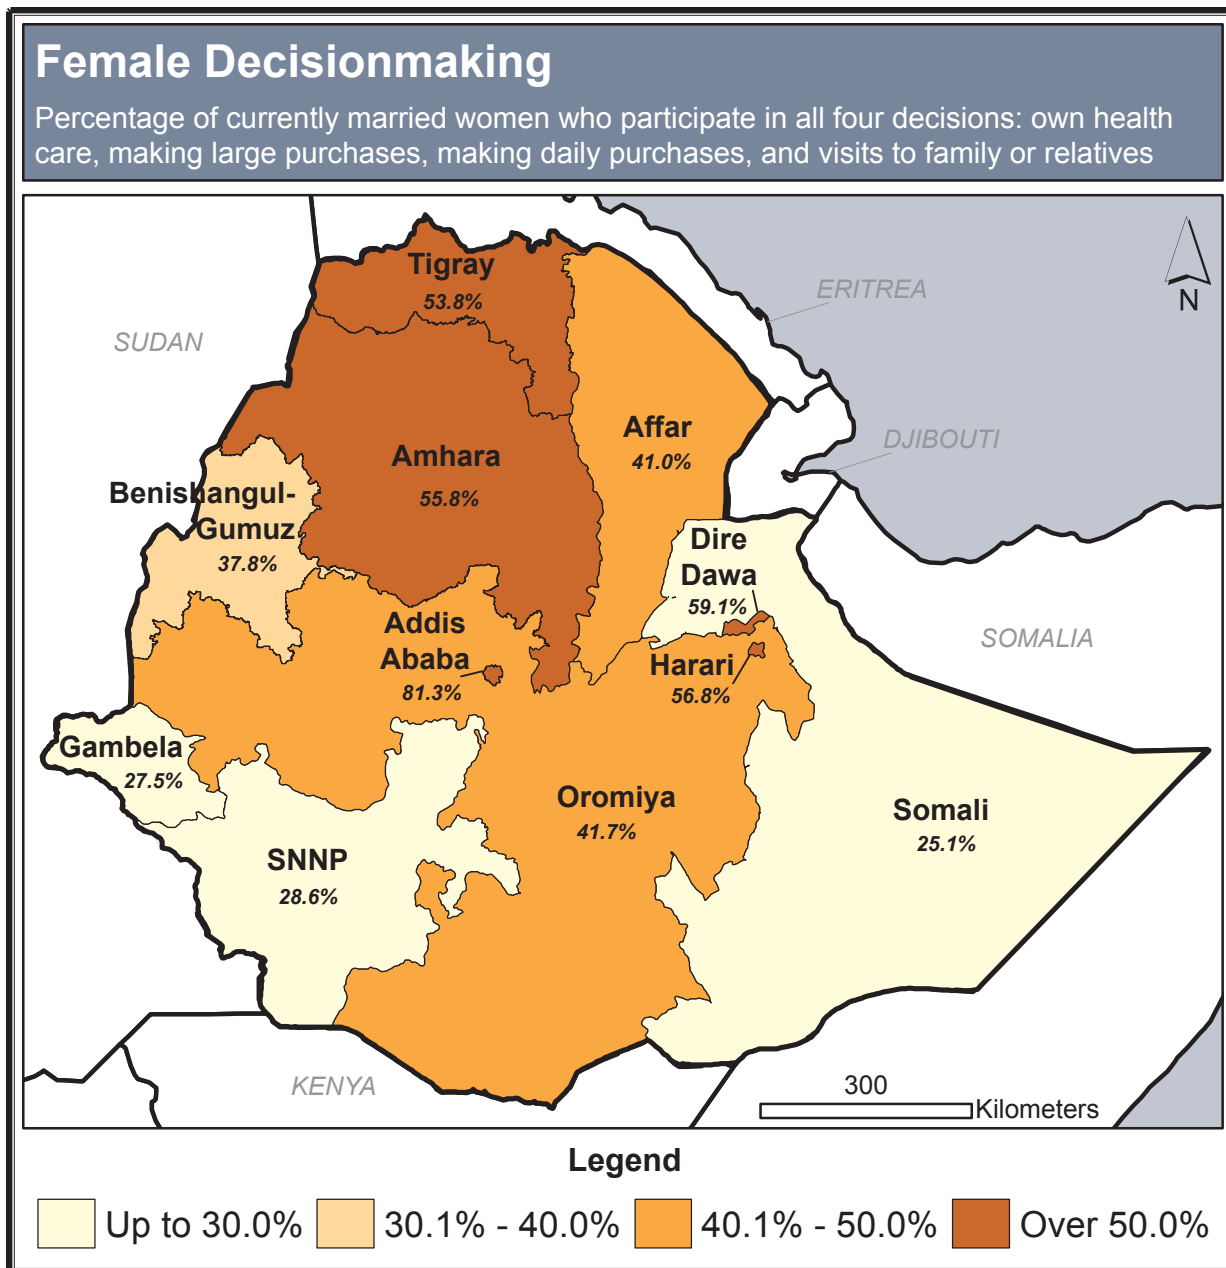 Female Decisionmaking
Percentage of currently married women who participate in all four decisions: own health
care, making large purchases, making daily purchases, and visits to family or relatives
N
Tigray
53.8%
ERITREA
SUDAN
Affar
41.0%
DJIBOUTI
Amhara
55.8%
Benishangul-
Gumuz
37.8%
Dire
Dawa
59.1%
Addis
Ababa
81.3%
SOMALIA
Harari
56.8%
Gambela
27.5%
Oromiya
41.7%
Somali
25.1%
SNNP
28.6%
KENYA
300
Kilometers
Legend
Up to 30.0%
30.1% - 40.0%
40.1% - 50.0%
Over 50.0%